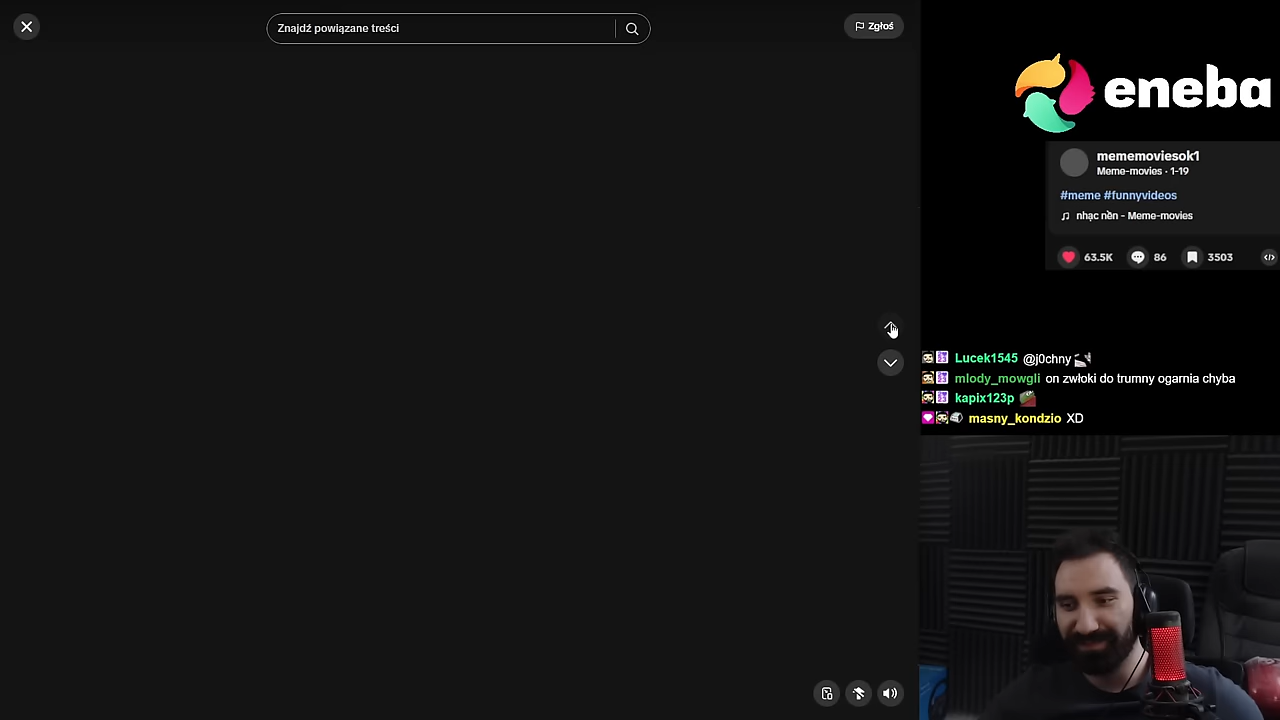 Znajdź powiązane treści
Zgłoś
eneba
mememoviesok1
Meme-movies · 1-19
#meme #funnyvideos
nhạc nền - Meme-movies
63.5K
86
3503
Lucek1545 @j0chny
mlody_mowgli on zwłoki do trumny ogarnia chyba
kapix123p
masny_kondzio XD